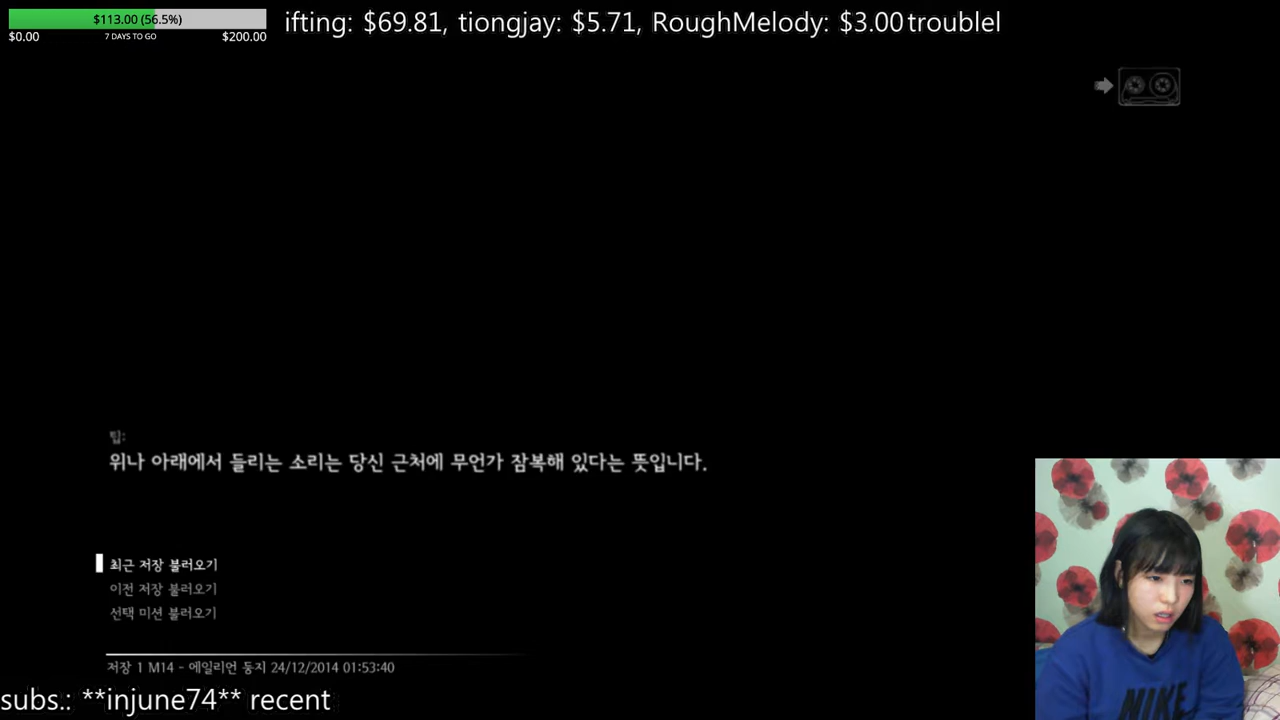 $113.00 (56.5%)
$0.00 7 DAYS TO GO $200.00
ifting: $69.81, tiongjay: $5.71, RoughMelody: $3.00 troublel
팁:
위나 아래에서 들리는 소리는 당신 근처에 무언가 잠복해 있다는 뜻입니다.
최근 저장 불러오기
이전 저장 불러오기
선택 미션 불러오기
저장 1 M14 - 에일리언 둥지 24/12/2014 01:53:40
subs.: **injune74** recent
NIKE